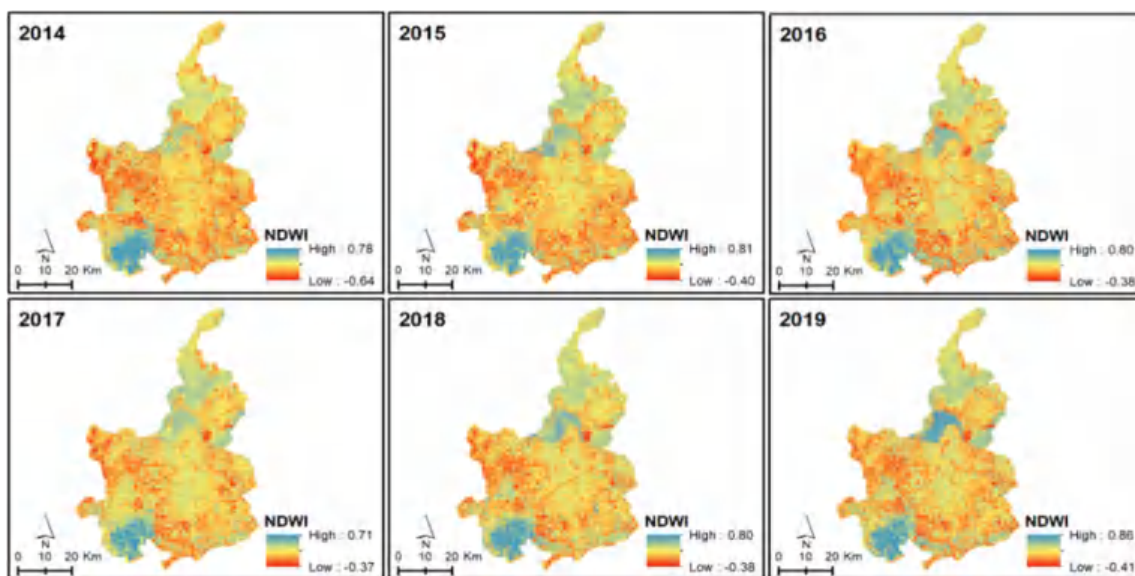 2014
NDWI
High : 0.78
Low : -0.64
N
0 10 20 Km
2015
NDWI
High : 0.81
Low : -0.40
N
0 10 20 Km
2016
NDWI
High : 0.80
Low : -0.38
N
0 10 20 Km
2017
NDWI
High : 0.71
Low : -0.37
N
0 10 20 Km
2018
NDWI
High : 0.80
Low : -0.38
N
0 10 20 Km
2019
NDWI
High : 0.86
Low : -0.41
N
0 10 20 Km